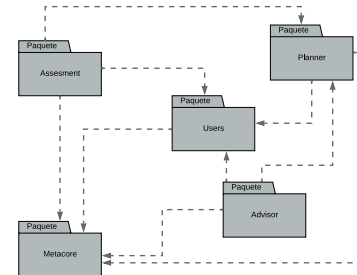 Paquete
Planner
Paquete
Assesment
Paquete
Users
Paquete
Advisor
Paquete
Metacore